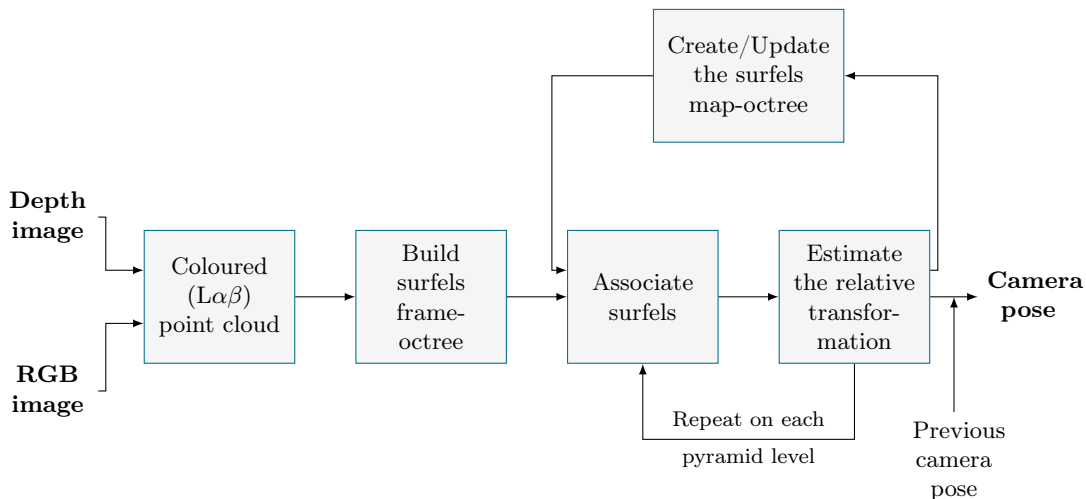 Create/Update
the surfels
map-octree
Depth
image
Coloured
(Lαβ)
point cloud
RGB
image
Build
surfels
frame-
octree
Associate
surfels
Estimate
the relative
transfor-
mation
Camera
pose
Repeat on each
pyramid level
Previous
camera
pose